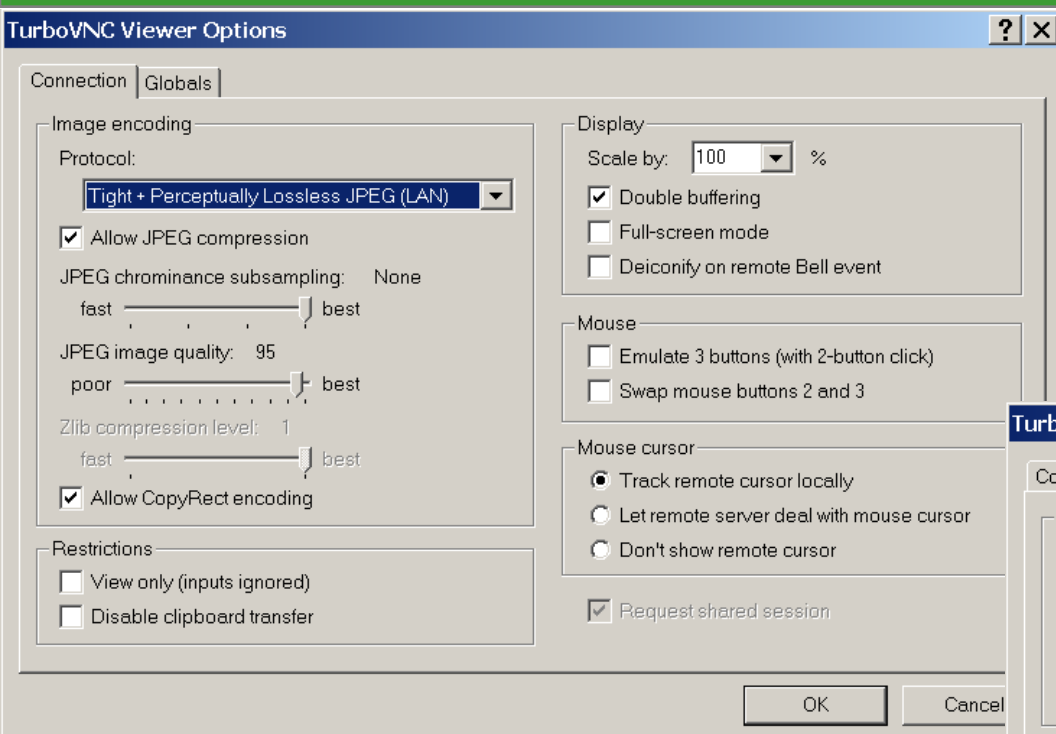 TurboVNC Viewer Options
Connection
Globals
Image encoding
Protocol:
Tight + Perceptually Lossless JPEG (LAN)
Allow JPEG compression
JPEG chrominance subsampling: None
fast best
JPEG image quality: 95
poor best
Zlib compression level: 1
fast best
Allow CopyRect encoding
Restrictions
View only (inputs ignored)
Disable clipboard transfer
Display
Scale by: 100 %
Double buffering
Full-screen mode
Deiconify on remote Bell event
Mouse
Emulate 3 buttons (with 2-button click)
Swap mouse buttons 2 and 3
Mouse cursor
Track remote cursor locally
Let remote server deal with mouse cursor
Don't show remote cursor
Request shared session
OK
Cancel
Turb
Co